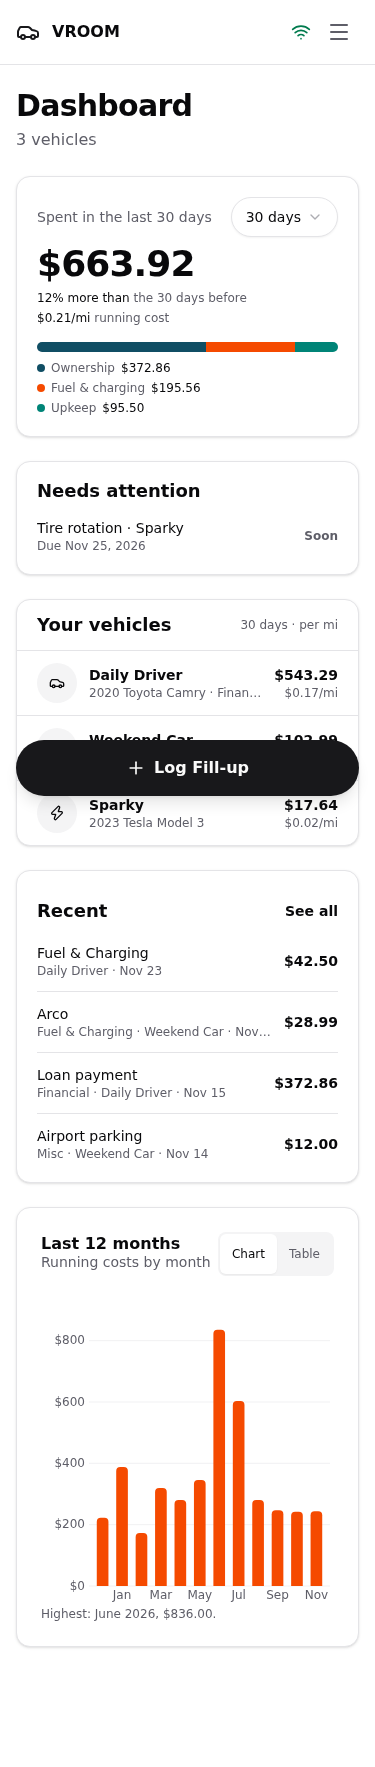 VROOM
Dashboard
3 vehicles
Spent in the last 30 days
30 days
$663.92
12% more than the 30 days before
$0.21/mi running cost
Ownership $372.86
Fuel & charging $195.56
Upkeep $95.50
Needs attention
Tire rotation · Sparky
Due Nov 25, 2026
Soon
Your vehicles
30 days · per mi
Daily Driver
$543.29
2020 Toyota Camry · Finan…
$0.17/mi
Weekend Car
$102.99
Log Fill-up
Sparky
$17.64
2023 Tesla Model 3
$0.02/mi
Recent
See all
Fuel & Charging
Daily Driver · Nov 23
$42.50
Arco
Fuel & Charging · Weekend Car · Nov…
$28.99
Loan payment
Financial · Daily Driver · Nov 15
$372.86
Airport parking
Misc · Weekend Car · Nov 14
$12.00
Last 12 months
Running costs by month
Chart
Table
$800
$600
$400
$200
$0
Jan Mar May Jul Sep Nov
Highest: June 2026, $836.00.